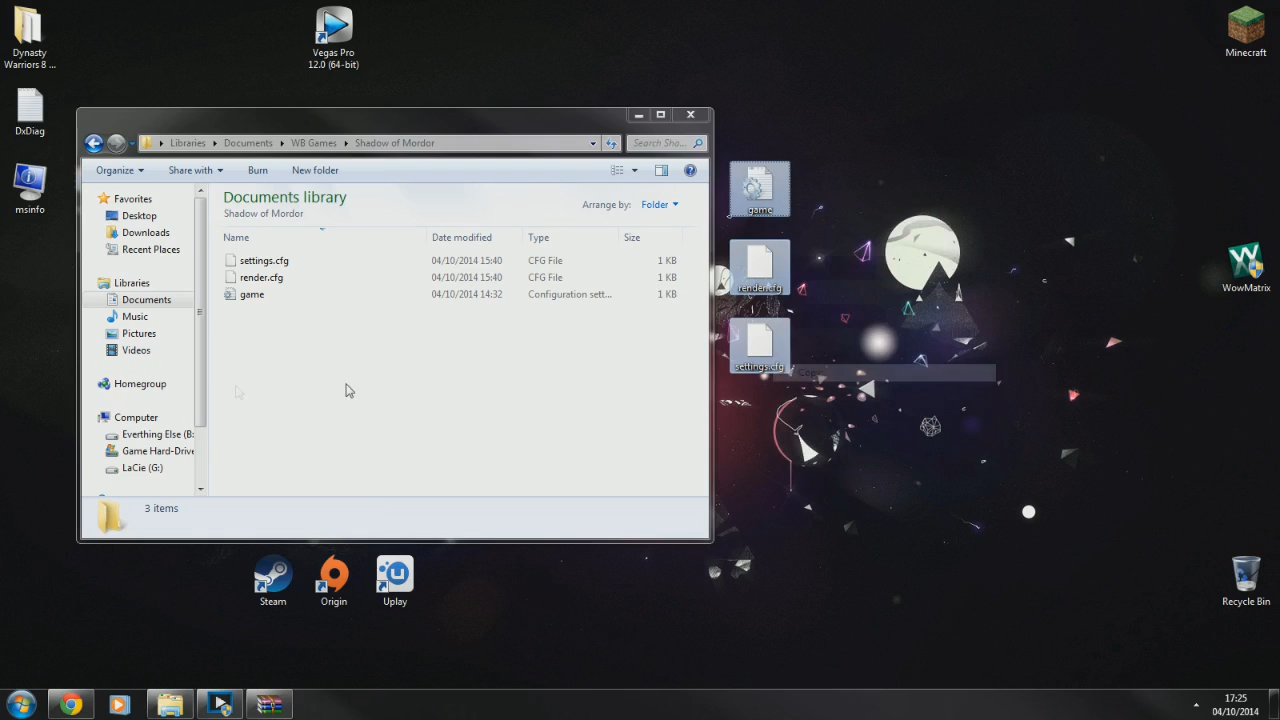 Dynasty
Warriors 8 ...
Vegas Pro
12.0 (64-bit)
Minecraft
DxDiag
msinfo
Libraries
Documents
WB Games
Shadow of Mordor
Search Sha...
Organize
Share with
Burn
New folder
Favorites
Desktop
Downloads
Recent Places
Libraries
Documents
Music
Pictures
Videos
Homegroup
Computer
Everthing Else (B:
Game Hard-Drive
LaCie (G:)
Documents library
Shadow of Mordor
Arrange by: Folder
Name Date modified Type Size
settings.cfg 04/10/2014 15:40 CFG File 1 KB
render.cfg 04/10/2014 15:40 CFG File 1 KB
game 04/10/2014 14:32 Configuration sett... 1 KB
3 items
game
render.cfg
settings.cfg
Copy
WowMatrix
Steam
Origin
Uplay
Recycle Bin
17:25
04/10/2014